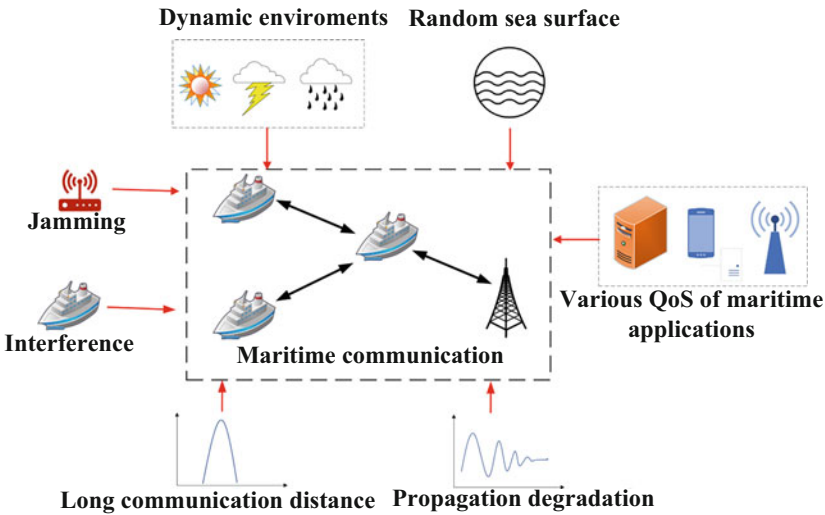 Dynamic enviroments
Random sea surface
Jamming
Various QoS of maritime
applications
Interference
Maritime communication
Long communication distance
Propagation degradation